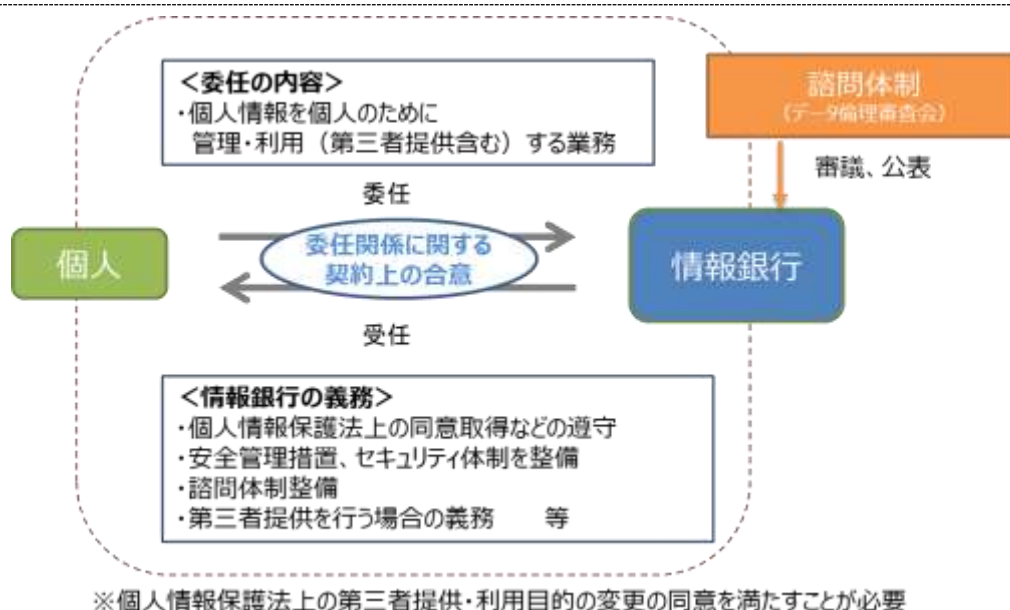 ＜委任の内容＞
・個人情報を個人のために
管理・利用（第三者提供含む）する業務
諮問体制
（データ倫理審査会）
審議、公表
委任
個人
委任関係に関する
契約上の合意
情報銀行
受任
＜情報銀行の義務＞
・個人情報保護法上の同意取得などの遵守
・安全管理措置、セキュリティ体制を整備
・諮問体制整備
・第三者提供を行う場合の義務　　等
※個人情報保護法上の第三者提供・利用目的の変更の同意を満たすことが必要